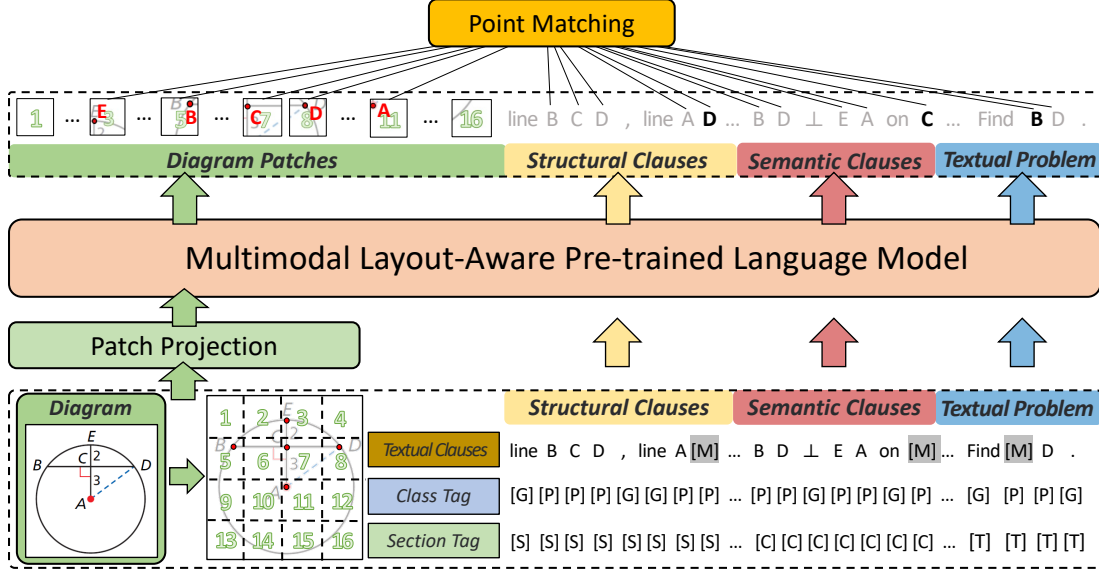 Point Matching
1 ... E 3 ... B 5 B ... C 7 D 8 D ... A 11 ... 16 line B C D , line A D ... B D ⊥ E A on C ... Find B D .
Diagram Patches Structural Clauses Semantic Clauses Textual Problem
Multimodal Layout-Aware Pre-trained Language Model
Patch Projection
Diagram Structural Clauses Semantic Clauses Textual Problem
E
B C 2 D
3
A
1 2 E 3 4
B C 2 D
5 6 3 7 8
A
9 10 11 12
13 14 15 16
Textual Clauses line B C D , line A [M] ... B D ⊥ E A on [M] ... Find [M] D .
Class Tag [G] [P] [P] [P] [G] [G] [P] [P] ... [P] [P] [G] [P] [P] [G] [P] ... [G] [P] [P] [G]
Section Tag [S] [S] [S] [S] [S] [S] [S] [S] ... [C] [C] [C] [C] [C] [C] [C] ... [T] [T] [T] [T]